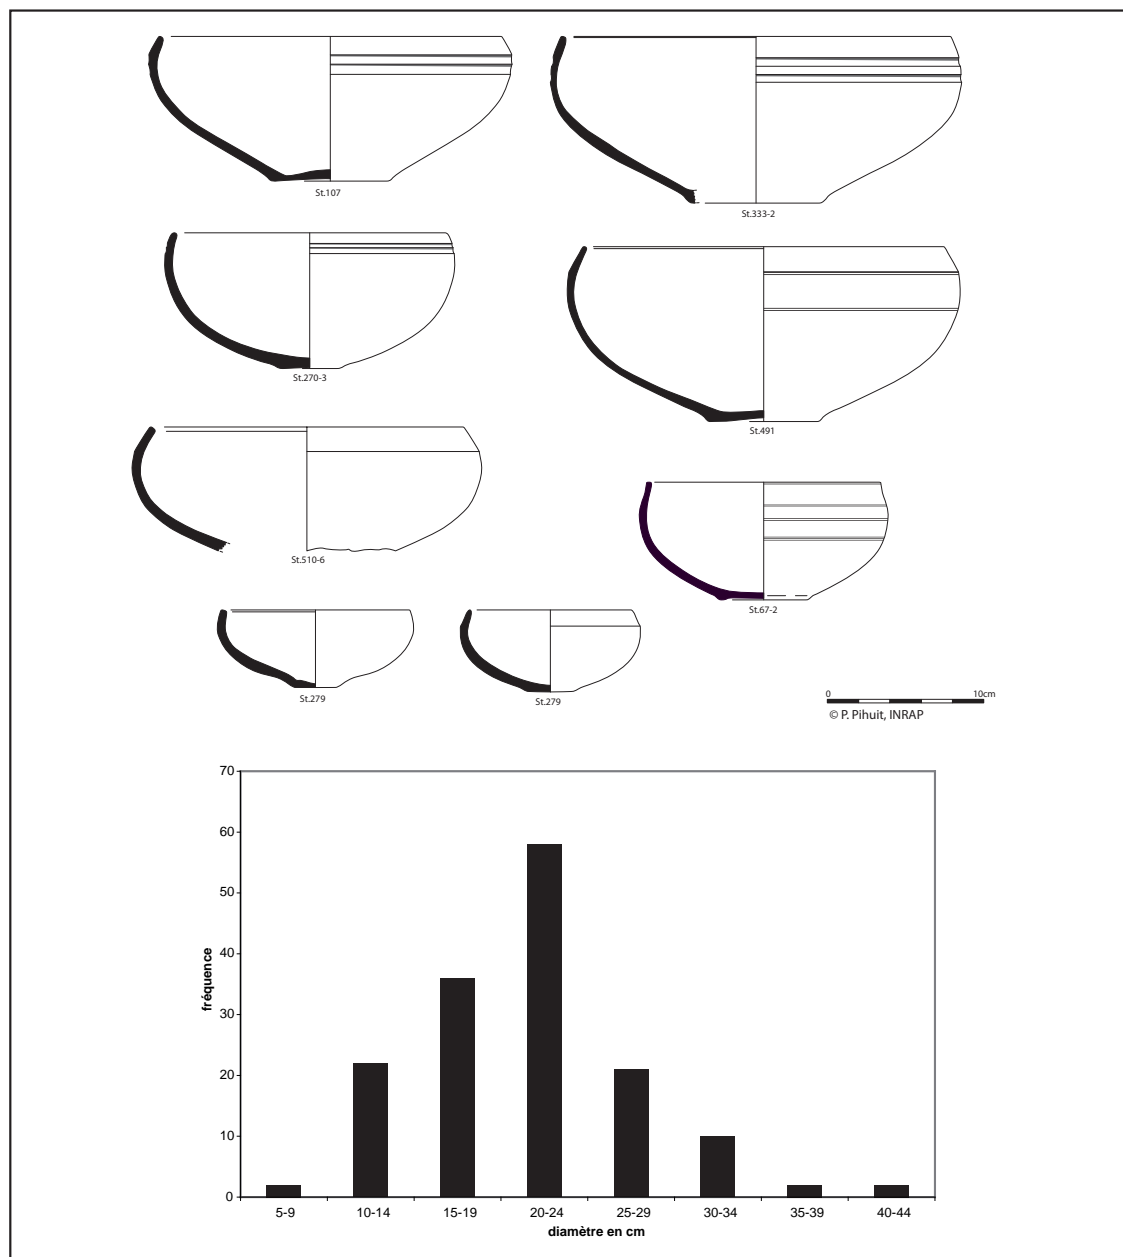 St.107
St.333-2
St.270-3
St.491
St.510-6
St.67-2
St.279
St.279
0 10cm
© P. Pihuit, INRAP
70
60
50
40
30
20
10
0
fréquence
5-9 10-14 15-19 20-24 25-29 30-34 35-39 40-44
diamètre en cm